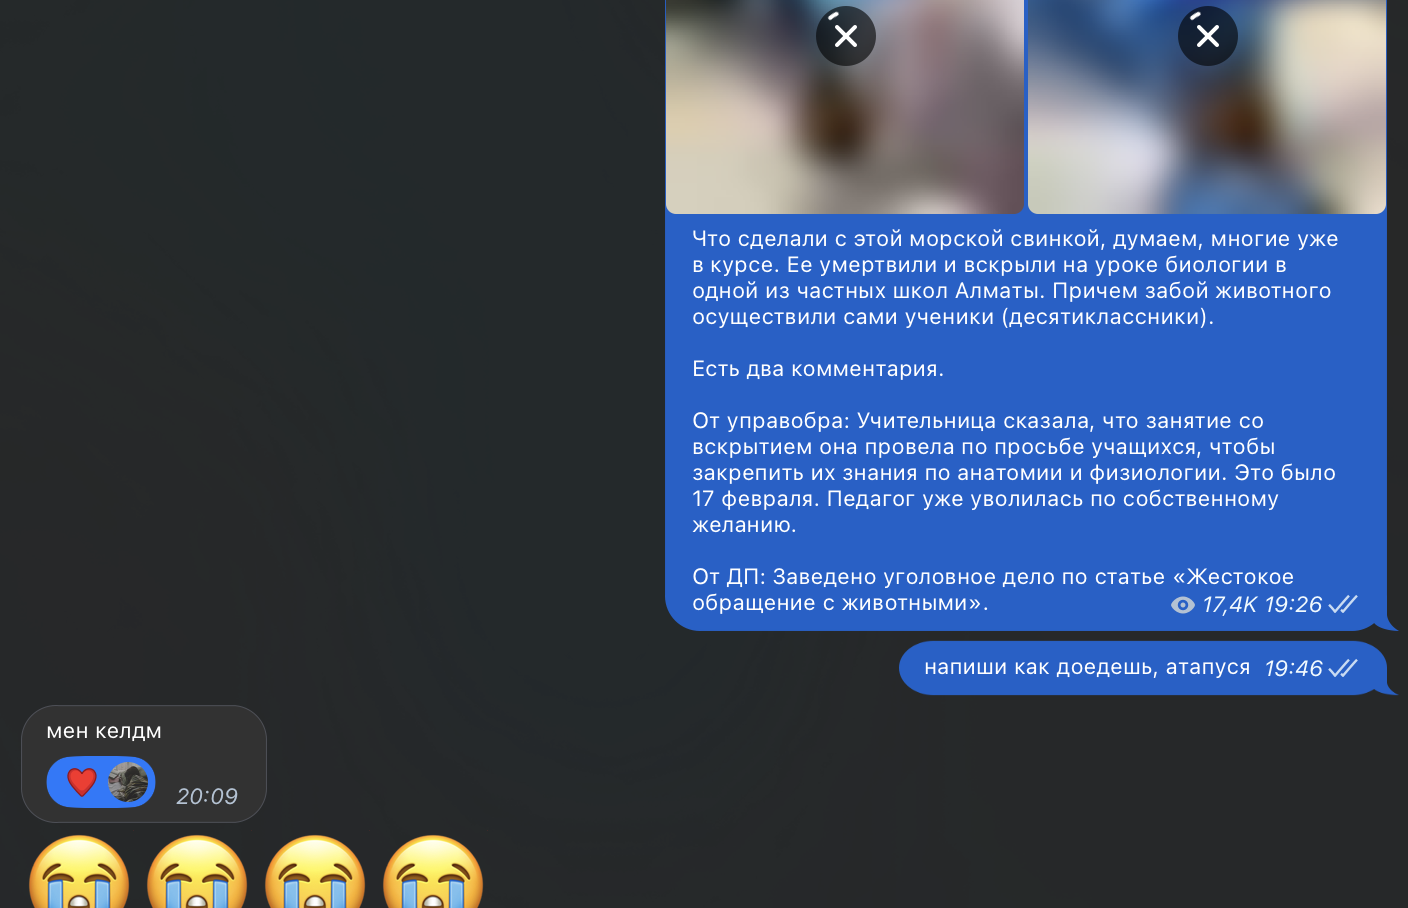 Что сделали с этой морской свинкой, думаем, многие уже
в курсе. Ее умертвили и вскрыли на уроке биологии в
одной из частных школ Алматы. Причем забой животного
осуществили сами ученики (десятиклассники).
Есть два комментария.
От управобра: Учительница сказала, что занятие со
вскрытием она провела по просьбе учащихся, чтобы
закрепить их знания по анатомии и физиологии. Это было
17 февраля. Педагог уже уволилась по собственному
желанию.
От ДП: Заведено уголовное дело по статье «Жестокое
обращение с животными». 17,4K 19:26
напиши как доедешь, атапуся 19:46
мен келдм
20:09